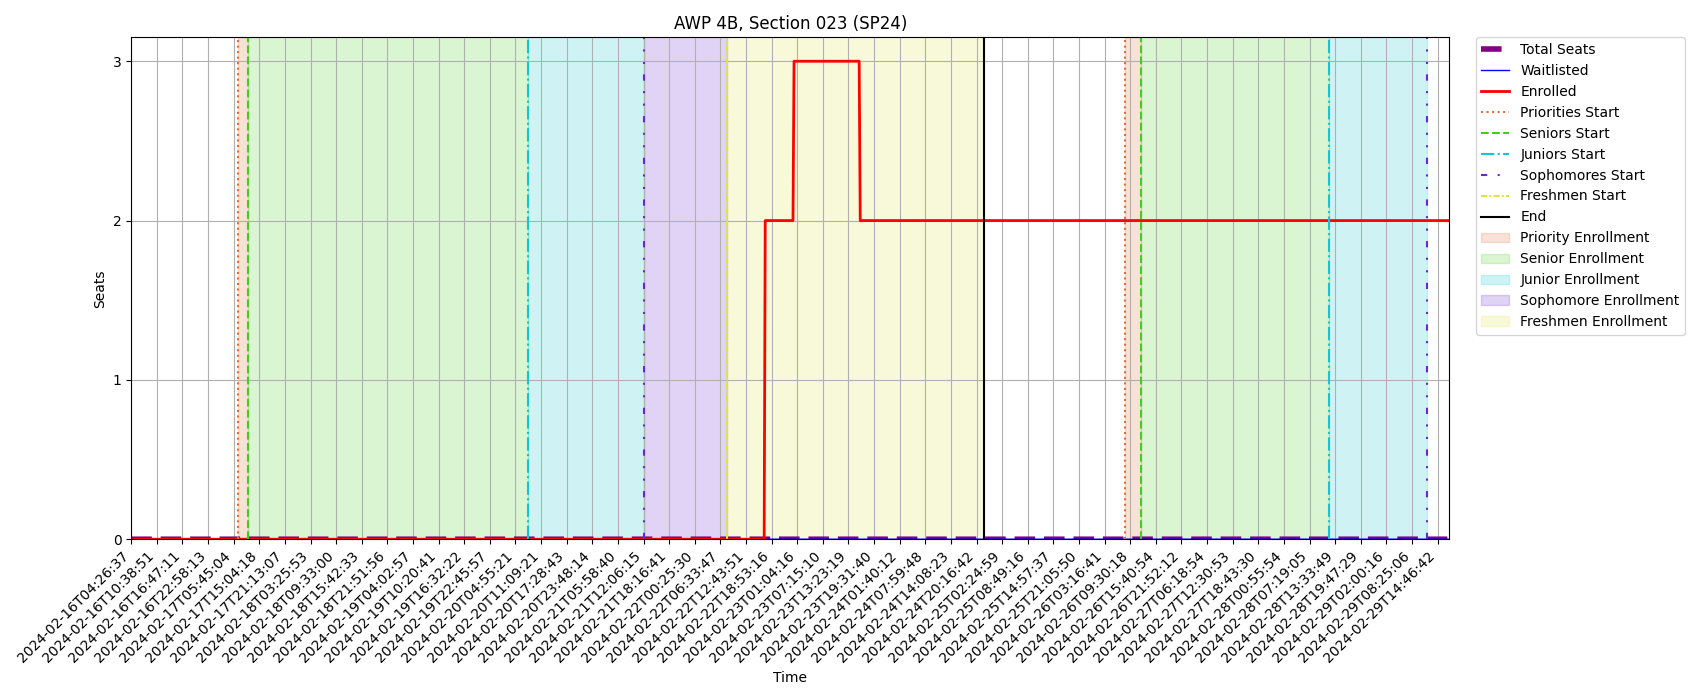 AWP 4B, Section 023 (SP24)
Seats
3
2
1
0
2024-02-16T04:26:37
2024-02-16T10:38:51
2024-02-16T16:47:11
2024-02-16T22:58:13
2024-02-17T05:45:04
2024-02-17T15:04:18
2024-02-17T21:13:07
2024-02-18T03:25:53
2024-02-18T09:33:00
2024-02-18T15:42:33
2024-02-18T21:51:56
2024-02-19T04:02:57
2024-02-19T10:20:41
2024-02-19T16:32:22
2024-02-19T22:45:57
2024-02-20T04:55:21
2024-02-20T11:09:21
2024-02-20T17:28:43
2024-02-20T23:48:14
2024-02-21T05:58:40
2024-02-21T12:06:15
2024-02-21T18:16:41
2024-02-22T00:25:30
2024-02-22T06:33:47
2024-02-22T12:43:51
2024-02-22T18:53:16
2024-02-23T01:04:16
2024-02-23T07:15:10
2024-02-23T13:23:19
2024-02-23T19:31:40
2024-02-24T01:40:12
2024-02-24T07:59:48
2024-02-24T14:08:23
2024-02-24T20:16:42
2024-02-25T02:24:59
2024-02-25T08:49:16
2024-02-25T14:57:37
2024-02-25T21:05:50
2024-02-26T03:16:41
2024-02-26T09:30:18
2024-02-26T15:40:54
2024-02-26T21:52:12
2024-02-27T06:18:54
2024-02-27T12:30:53
2024-02-27T18:43:30
2024-02-28T00:55:54
2024-02-28T07:19:05
2024-02-28T13:33:49
2024-02-28T19:47:29
2024-02-29T02:00:16
2024-02-29T08:25:06
2024-02-29T14:46:42
Time
Total Seats
Waitlisted
Enrolled
Priorities Start
Seniors Start
Juniors Start
Sophomores Start
Freshmen Start
End
Priority Enrollment
Senior Enrollment
Junior Enrollment
Sophomore Enrollment
Freshmen Enrollment